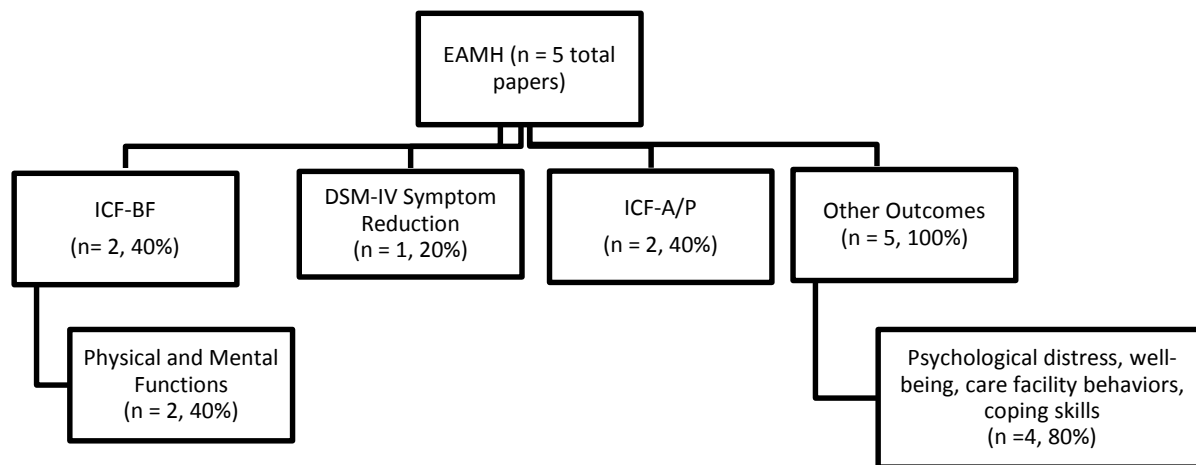 EAMH (n = 5 total
papers)
ICF-BF
(n= 2, 40%)
DSM-IV Symptom
Reduction
(n = 1, 20%)
ICF-A/P
(n = 2, 40%)
Other Outcomes
(n = 5, 100%)
Physical and Mental
Functions
(n = 2, 40%)
Psychological distress, well-
being, care facility behaviors,
coping skills
(n =4, 80%)